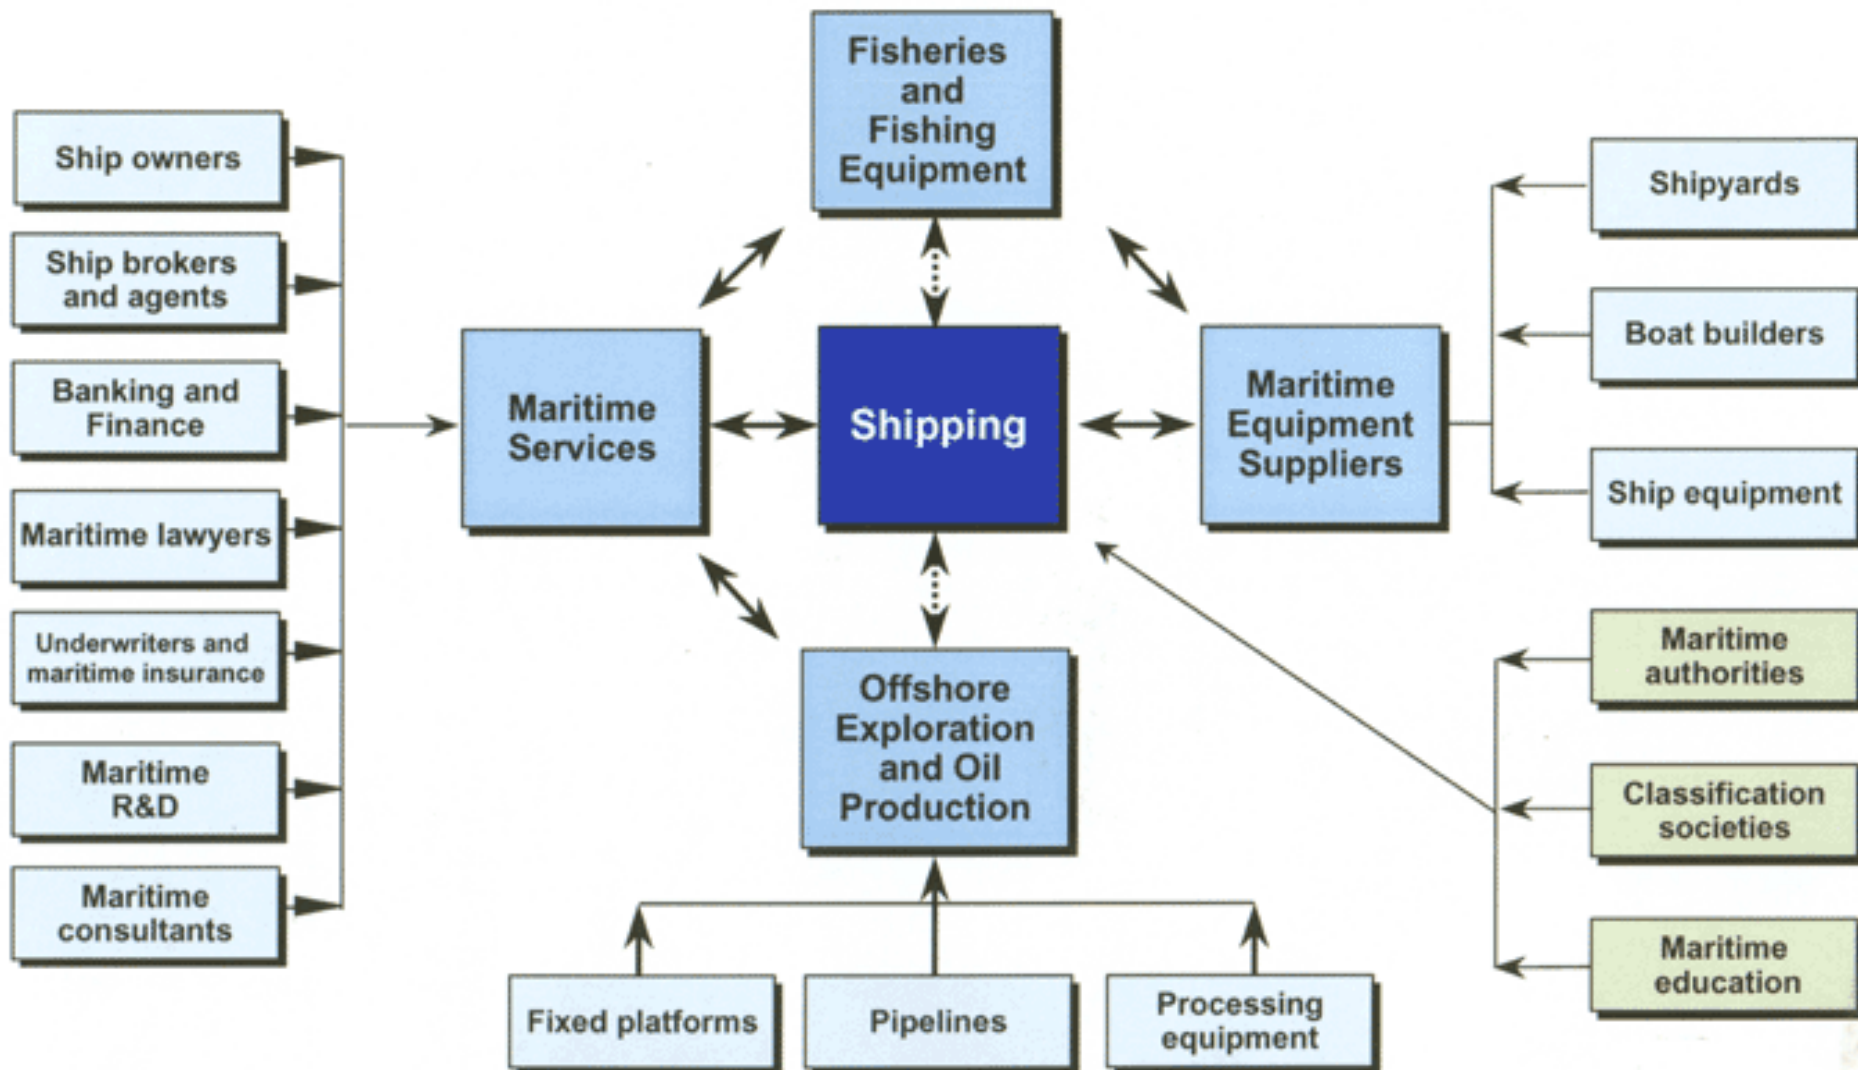 Fisheries
and
Fishing
Equipment
Ship owners
Ship brokers
and agents
Banking and
Finance
Maritime lawyers
Underwriters and
maritime insurance
Maritime
R&D
Maritime
consultants
Maritime
Services
Shipping
Maritime
Equipment
Suppliers
Shipyards
Boat builders
Ship equipment
Offshore
Exploration
and Oil
Production
Maritime
authorities
Classification
societies
Maritime
education
Fixed platforms
Pipelines
Processing
equipment